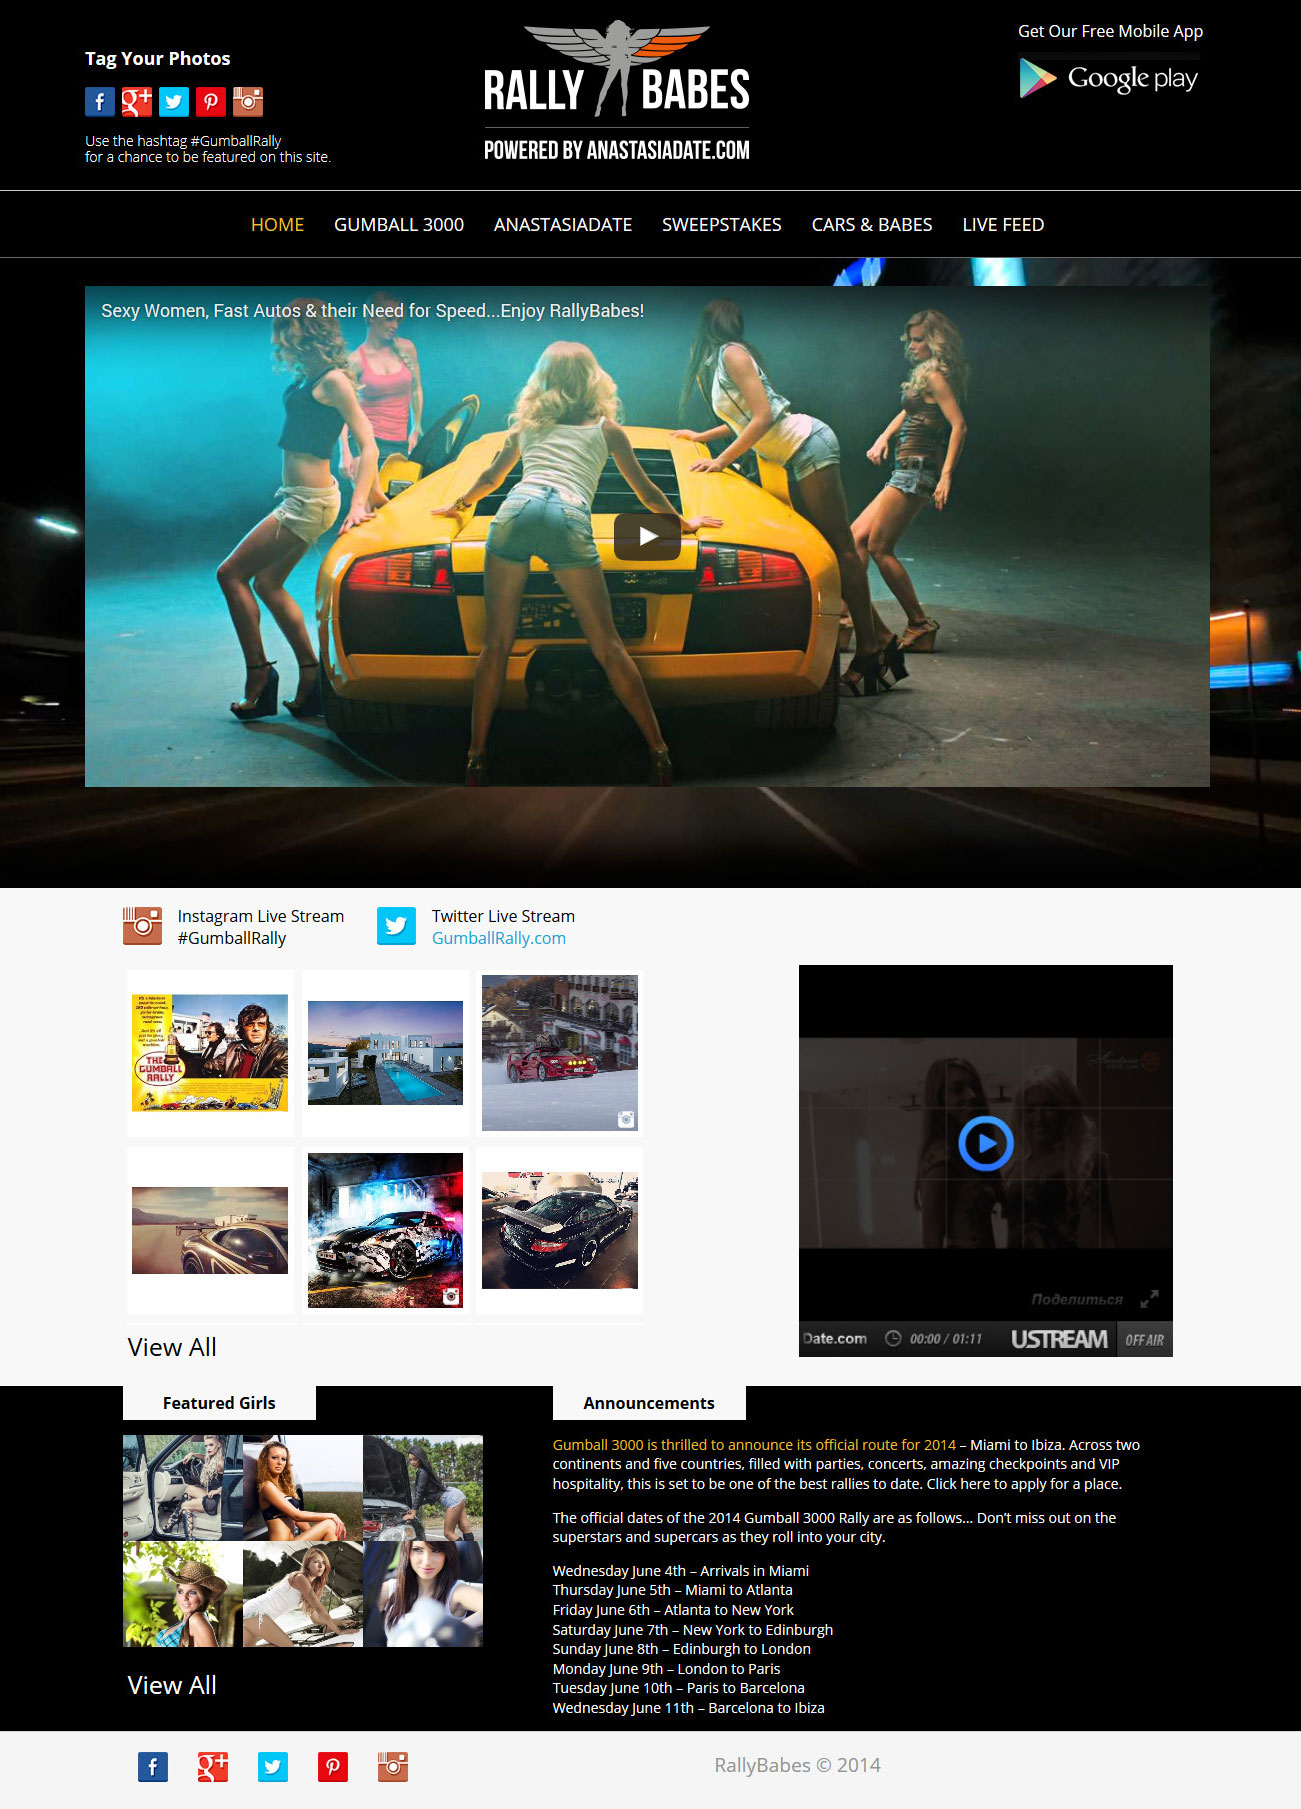 Tag Your Photos
Use the hashtag #GumballRally
for a chance to be featured on this site.
RALLY BABES
POWERED BY ANASTASIADATE.COM
Get Our Free Mobile App
Google play
HOME GUMBALL 3000 ANASTASIADATE SWEEPSTAKES CARS & BABES LIVE FEED
Sexy Women, Fast Autos & their Need for Speed...Enjoy RallyBabes!
Instagram Live Stream
#GumballRally
Twitter Live Stream
GumballRally.com
THE
GUMBALL
RALLY
Поделиться
Date.com 00:00 / 01:11 USTREAM OFF AIR
View All
Featured Girls
View All
Announcements
Gumball 3000 is thrilled to announce its official route for 2014 – Miami to Ibiza. Across two
continents and five countries, filled with parties, concerts, amazing checkpoints and VIP
hospitality, this is set to be one of the best rallies to date. Click here to apply for a place.
The official dates of the 2014 Gumball 3000 Rally are as follows... Don't miss out on the
superstars and supercars as they roll into your city.
Wednesday June 4th – Arrivals in Miami
Thursday June 5th – Miami to Atlanta
Friday June 6th – Atlanta to New York
Saturday June 7th – New York to Edinburgh
Sunday June 8th – Edinburgh to London
Monday June 9th – London to Paris
Tuesday June 10th – Paris to Barcelona
Wednesday June 11th – Barcelona to Ibiza
RallyBabes © 2014